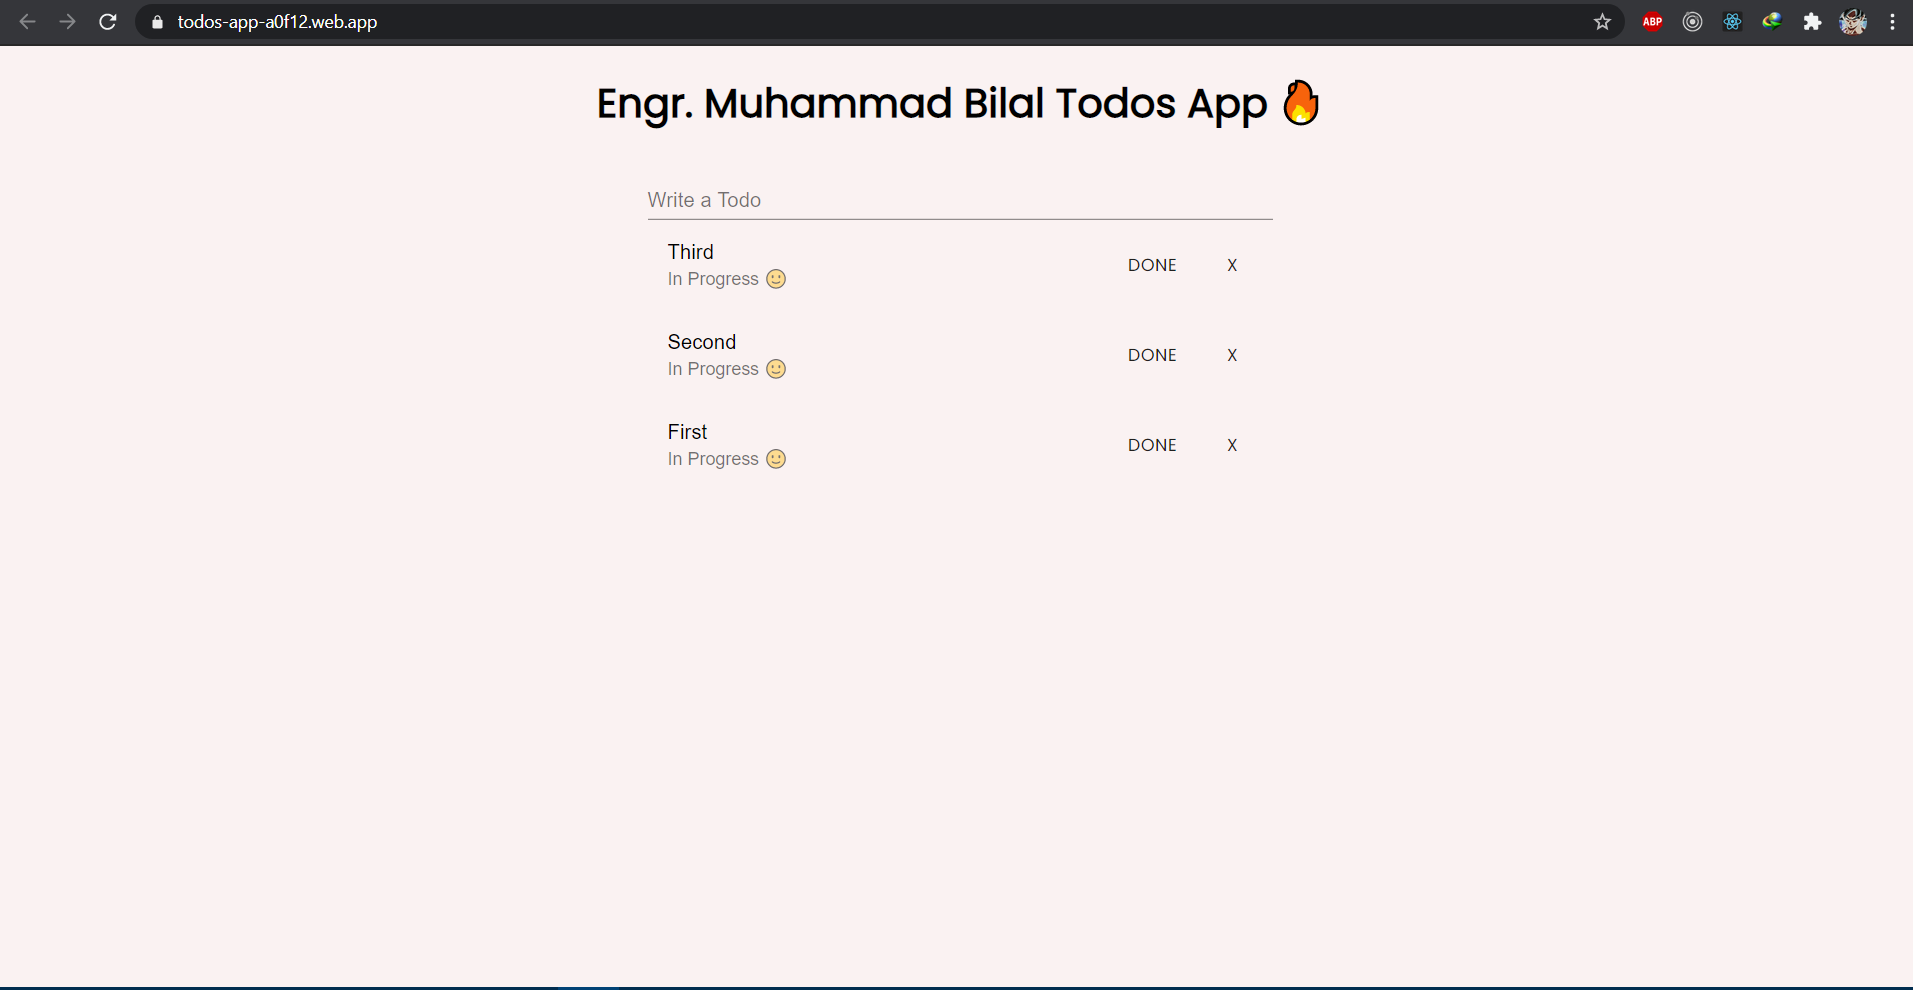 todos-app-a0f12.web.app
ABP
Engr. Muhammad Bilal Todos App 🔥
Write a Todo
Third
In Progress 🙂
DONE X
Second
In Progress 🙂
DONE X
First
In Progress 🙂
DONE X